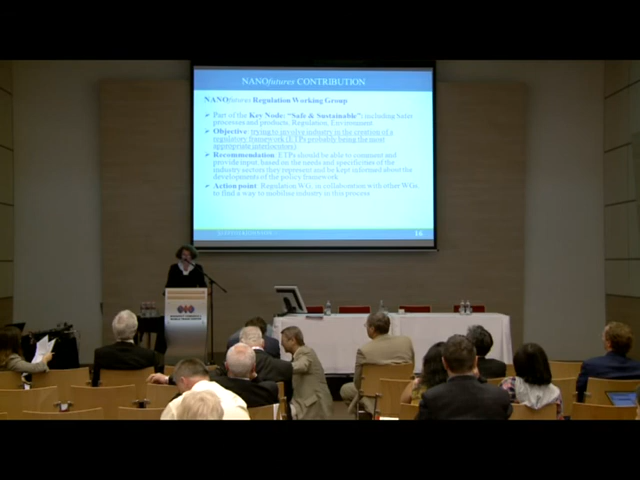 NANOfutures CONTRIBUTION
NANOfutures Regulation Working Group
➢ Part of the Key Node: "Safe & Sustainable": including Safer
processes and products, Regulation, Environment
➢ Objective: trying to involve industry in the creation of a
regulatory framework (ETPs probably being the most
appropriate interlocutors)
➢ Recommendation: ETPs should be able to comment and
provide input, based on the needs and specificities of the
industry sectors they represent and be kept informed about the
developments of the policy framework
➢ Action point: Regulation WG, in collaboration with other WGs
to find a way to mobilise industry in this process
16